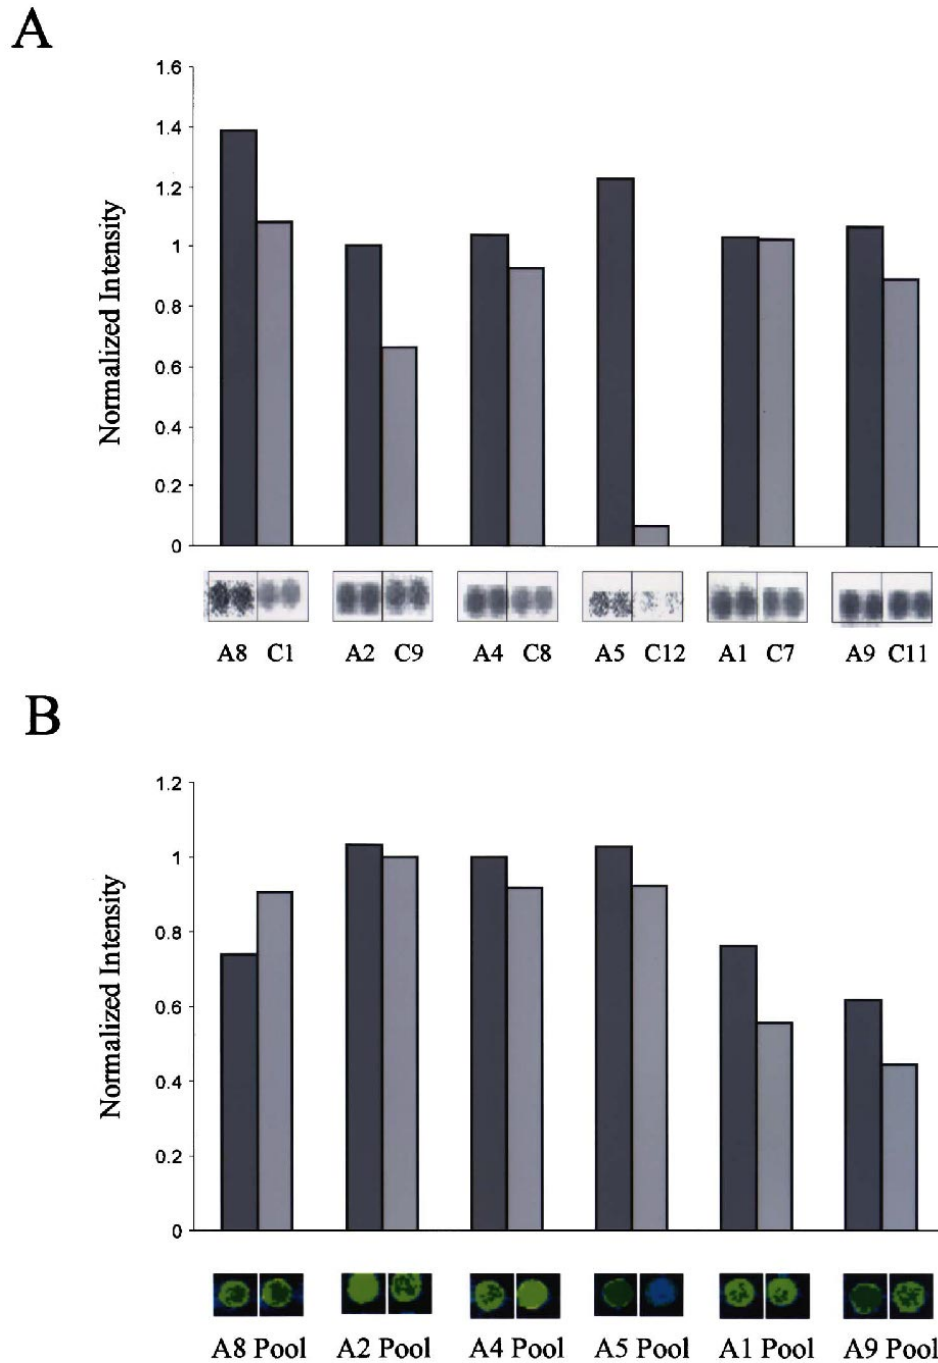 A
1.6
1.4
1.2
1
0.8
0.6
0.4
0.2
0
Normalized Intensity
A8 C1 A2 C9 A4 C8 A5 C12 A1 C7 A9 C11
B
1.2
1
0.8
0.6
0.4
0.2
0
Normalized Intensity
A8 Pool A2 Pool A4 Pool A5 Pool A1 Pool A9 Pool